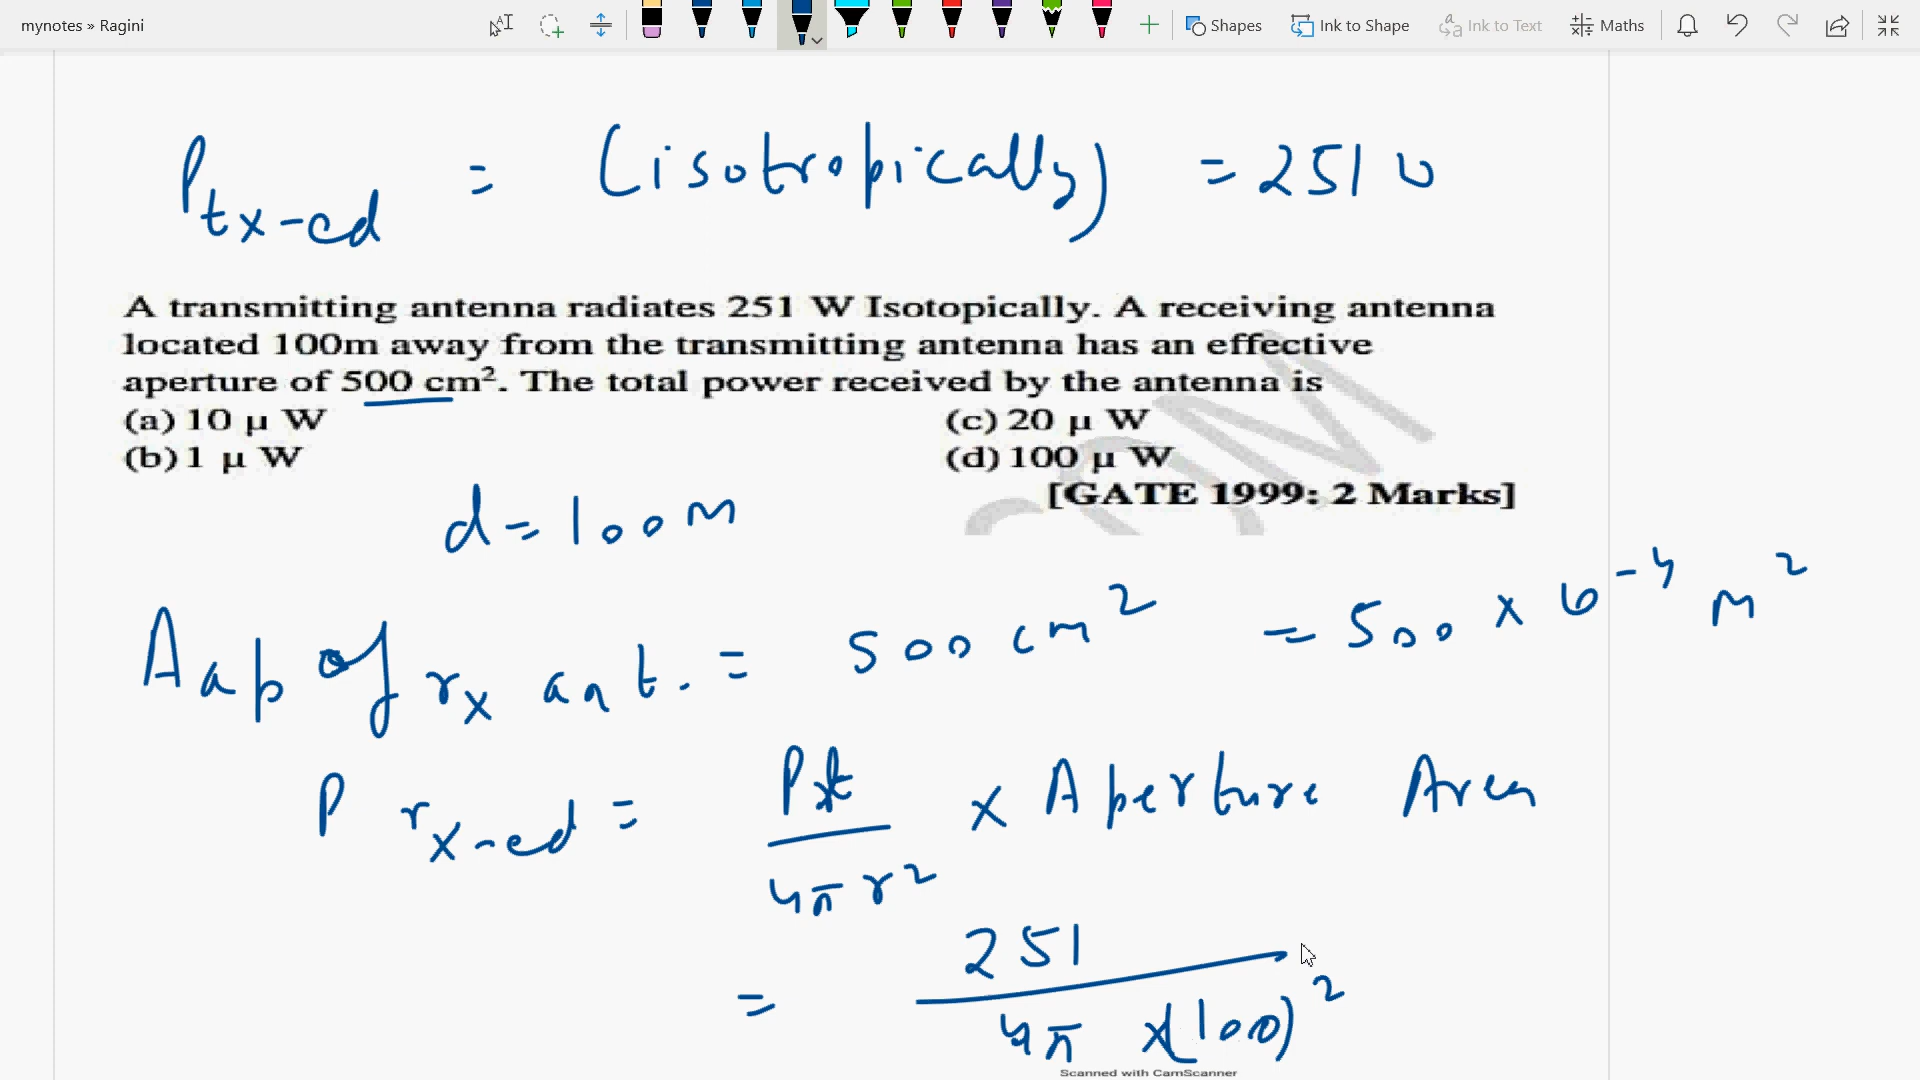 mynotes » Ragini
Shapes Ink to Shape Ink to Text Maths
P tx-ed = (isotropically) = 251 W
A transmitting antenna radiates 251 W Isotopically. A receiving antenna
located 100m away from the transmitting antenna has an effective
aperture of 500 cm². The total power received by the antenna is
(a) 10 μ W (c) 20 μ W
(b) 1 μ W (d) 100 μ W
[GATE 1999: 2 Marks]
d = 100 m
A ap of rx ant. = 500 cm² = 500 × 10⁻⁴ m²
P rx-ed = Pt / 4π r² × Aperture Area
= 251 / 4π × (100)²
Scanned with CamScanner